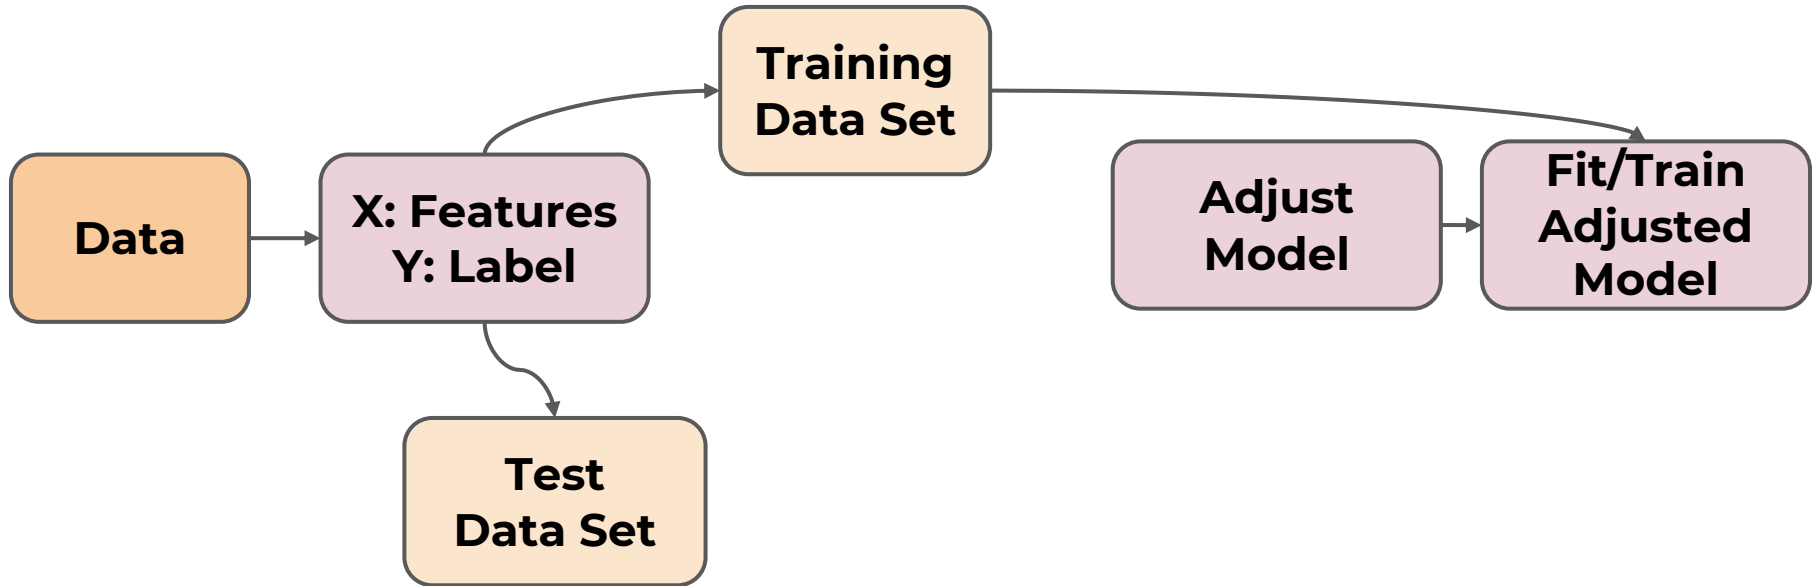 Training
Data Set
Data
X: Features
Y: Label
Adjust
Model
Fit/Train
Adjusted
Model
Test
Data Set